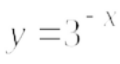 y = 3^{-x}